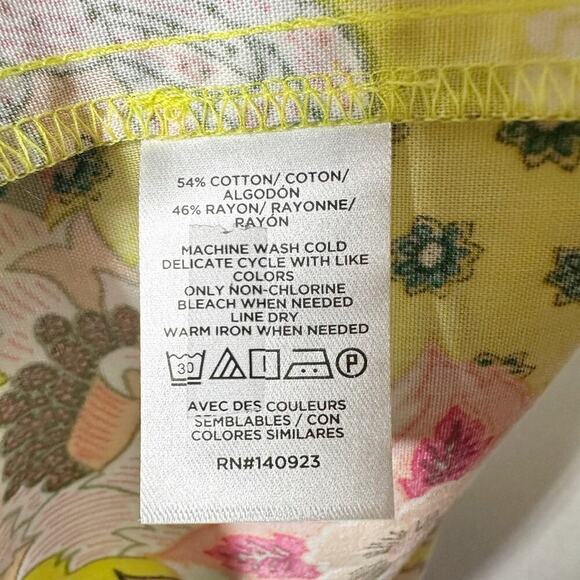 54% COTTON/ COTON/
ALGODÓN
46% RAYON/ RAYONNE/
RAYÓN
MACHINE WASH COLD
DELICATE CYCLE WITH LIKE
COLORS
ONLY NON-CHLORINE
BLEACH WHEN NEEDED
LINE DRY
WARM IRON WHEN NEEDED
30 P
AVEC DES COULEURS
SEMBLABLES / CON
COLORES SIMILARES
RN#140923